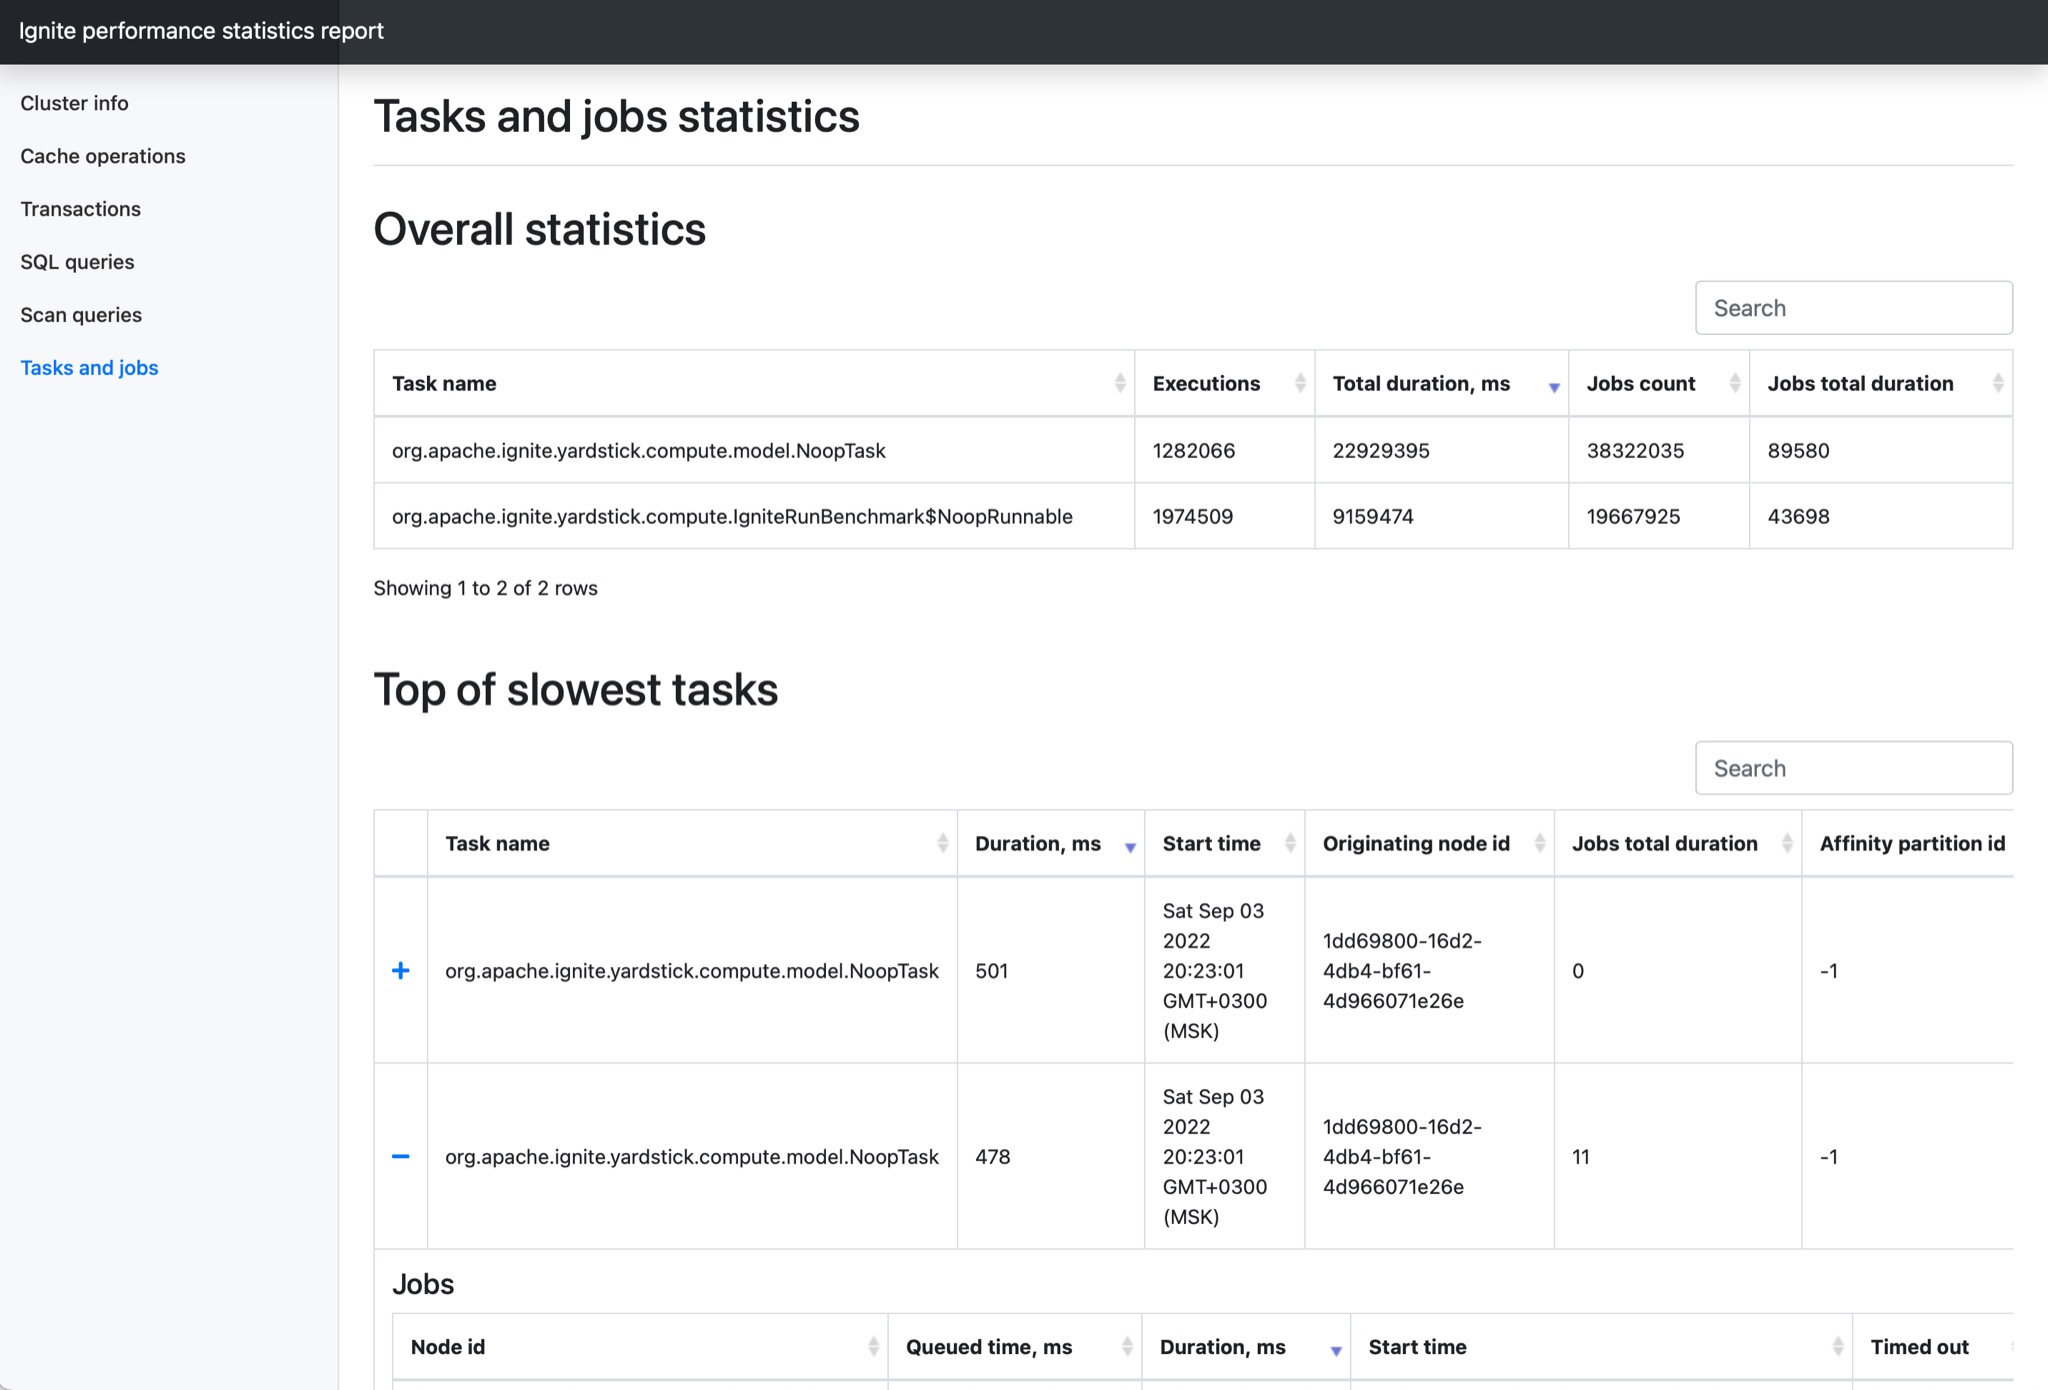 Ignite performance statistics report
Cluster info
Cache operations
Transactions
SQL queries
Scan queries
Tasks and jobs
Tasks and jobs statistics
Overall statistics
Search
Task name Executions Total duration, ms Jobs count Jobs total duration
org.apache.ignite.yardstick.compute.model.NoopTask 1282066 22929395 38322035 89580
org.apache.ignite.yardstick.compute.IgniteRunBenchmark$NoopRunnable 1974509 9159474 19667925 43698
Showing 1 to 2 of 2 rows
Top of slowest tasks
Search
Task name Duration, ms Start time Originating node id Jobs total duration Affinity partition id
org.apache.ignite.yardstick.compute.model.NoopTask 501
Sat Sep 03
2022
20:23:01
GMT+0300
(MSK)
1dd69800-16d2-
4db4-bf61-
4d966071e26e
0 -1
org.apache.ignite.yardstick.compute.model.NoopTask 478
Sat Sep 03
2022
20:23:01
GMT+0300
(MSK)
1dd69800-16d2-
4db4-bf61-
4d966071e26e
11 -1
Jobs
Node id Queued time, ms Duration, ms Start time Timed out